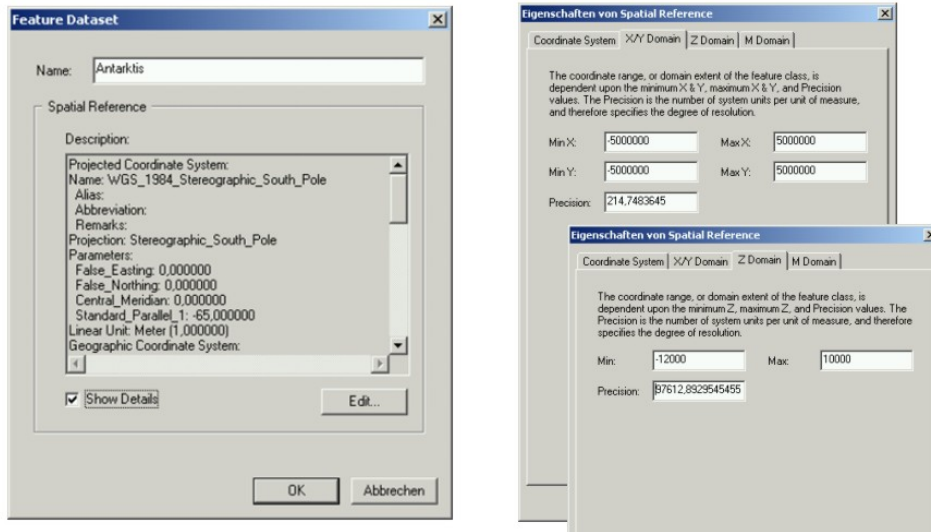 Feature Dataset
Name: Antarktis
Spatial Reference
Description:
Projected Coordinate System:
Name: WGS_1984_Stereographic_South_Pole
Alias:
Abbreviation:
Remarks:
Projection: Stereographic_South_Pole
Parameters:
False_Easting: 0,000000
False_Northing: 0,000000
Central_Meridian: 0,000000
Standard_Parallel_1: -65,000000
Linear Unit: Meter (1,000000)
Geographic Coordinate System:
Show Details
Edit...
OK Abbrechen
Eigenschaften von Spatial Reference
Coordinate System X/Y Domain Z Domain M Domain
The coordinate range, or domain extent of the feature class, is
dependent upon the minimum X & Y, maximum X & Y, and Precision
values. The Precision is the number of system units per unit of measure,
and therefore specifies the degree of resolution.
Min X: -5000000 Max X: 5000000
Min Y: -5000000 Max Y: 5000000
Precision: 214,7483645
Eigenschaften von Spatial Reference
Coordinate System X/Y Domain Z Domain M Domain
The coordinate range, or domain extent of the feature class, is
dependent upon the minimum Z, maximum Z, and Precision values. The
Precision is the number of system units per unit of measure, and therefore
specifies the degree of resolution.
Min: -12000 Max: 10000
Precision: 97612,8929545455